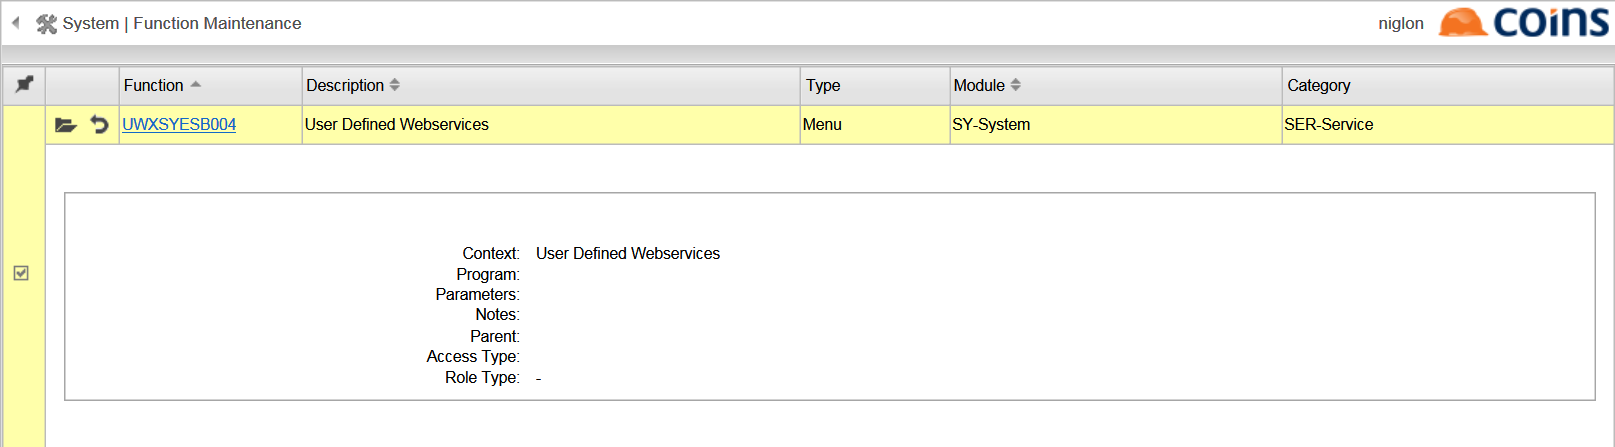 System | Function Maintenance
niglon
coins
Function Description Type Module Category
UWXSYESB004 User Defined Webservices Menu SY-System SER-Service
Context: User Defined Webservices
Program:
Parameters:
Notes:
Parent:
Access Type:
Role Type: -